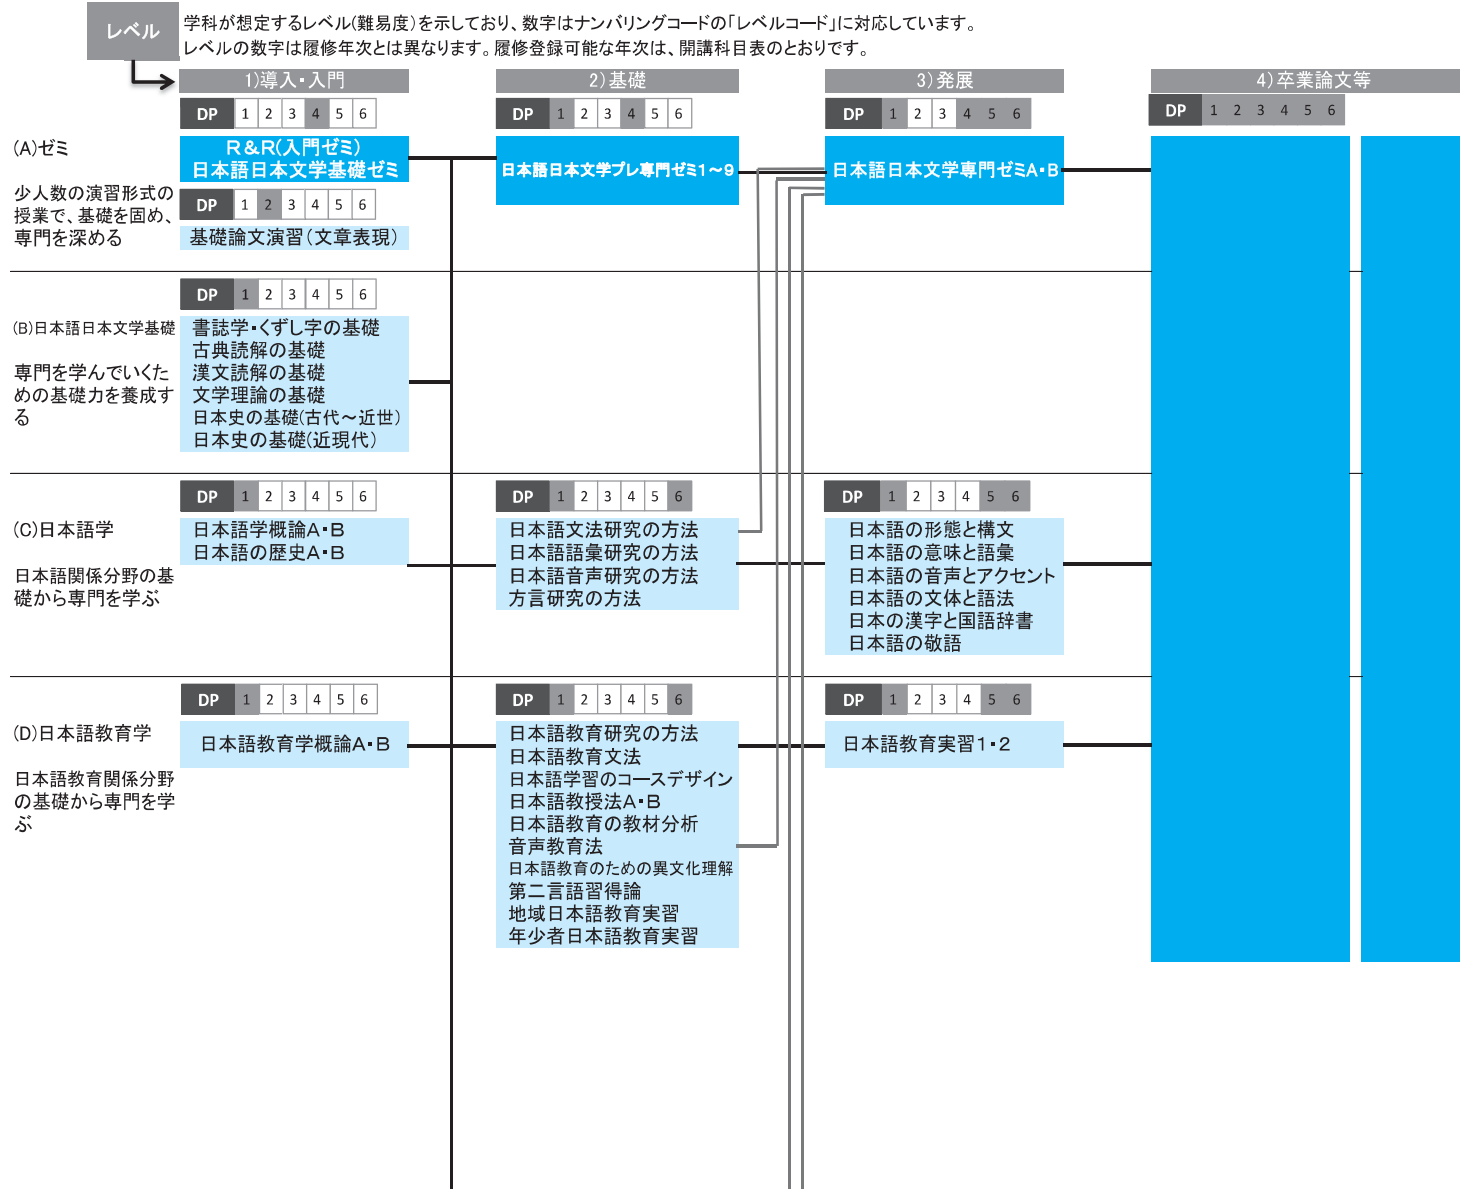 レベル
学科が想定するレベル(難易度)を示しており、数字はナンバリングコードの「レベルコード」に対応しています。
レベルの数字は履修年次とは異なります。履修登録可能な年次は、開講科目表のとおりです。
1)導入・入門
2)基礎
3)発展
4)卒業論文等
DP 1 2 3 4 5 6
DP 1 2 3 4 5 6
DP 1 2 3 4 5 6
DP 1 2 3 4 5 6
(A)ゼミ
少人数の演習形式の
授業で、基礎を固め、
専門を深める
R&R(入門ゼミ)
日本語日本文学基礎ゼミ
日本語日本文学プレ専門ゼミ1～9
日本語日本文学専門ゼミA・B
DP 1 2 3 4 5 6
基礎論文演習(文章表現)
DP 1 2 3 4 5 6
(B)日本語日本文学基礎
専門を学んでいくた
めの基礎力を養成す
る
書誌学・くずし字の基礎
古典読解の基礎
漢文読解の基礎
文学理論の基礎
日本史の基礎(古代～近世)
日本史の基礎(近現代)
DP 1 2 3 4 5 6
DP 1 2 3 4 5 6
DP 1 2 3 4 5 6
(C)日本語学
日本語関係分野の基
礎から専門を学ぶ
日本語学概論A・B
日本語の歴史A・B
日本語文法研究の方法
日本語語彙研究の方法
日本語音声研究の方法
方言研究の方法
日本語の形態と構文
日本語の意味と語彙
日本語の音声とアクセント
日本語の文体と語法
日本の漢字と国語辞書
日本語の敬語
DP 1 2 3 4 5 6
DP 1 2 3 4 5 6
DP 1 2 3 4 5 6
(D)日本語教育学
日本語教育関係分野
の基礎から専門を学
ぶ
日本語教育学概論A・B
日本語教育研究の方法
日本語教育文法
日本語学習のコースデザイン
日本語教授法A・B
日本語教育の教材分析
音声教育法
日本語教育のための異文化理解
第二言語習得論
地域日本語教育実習
年少者日本語教育実習
日本語教育実習1・2